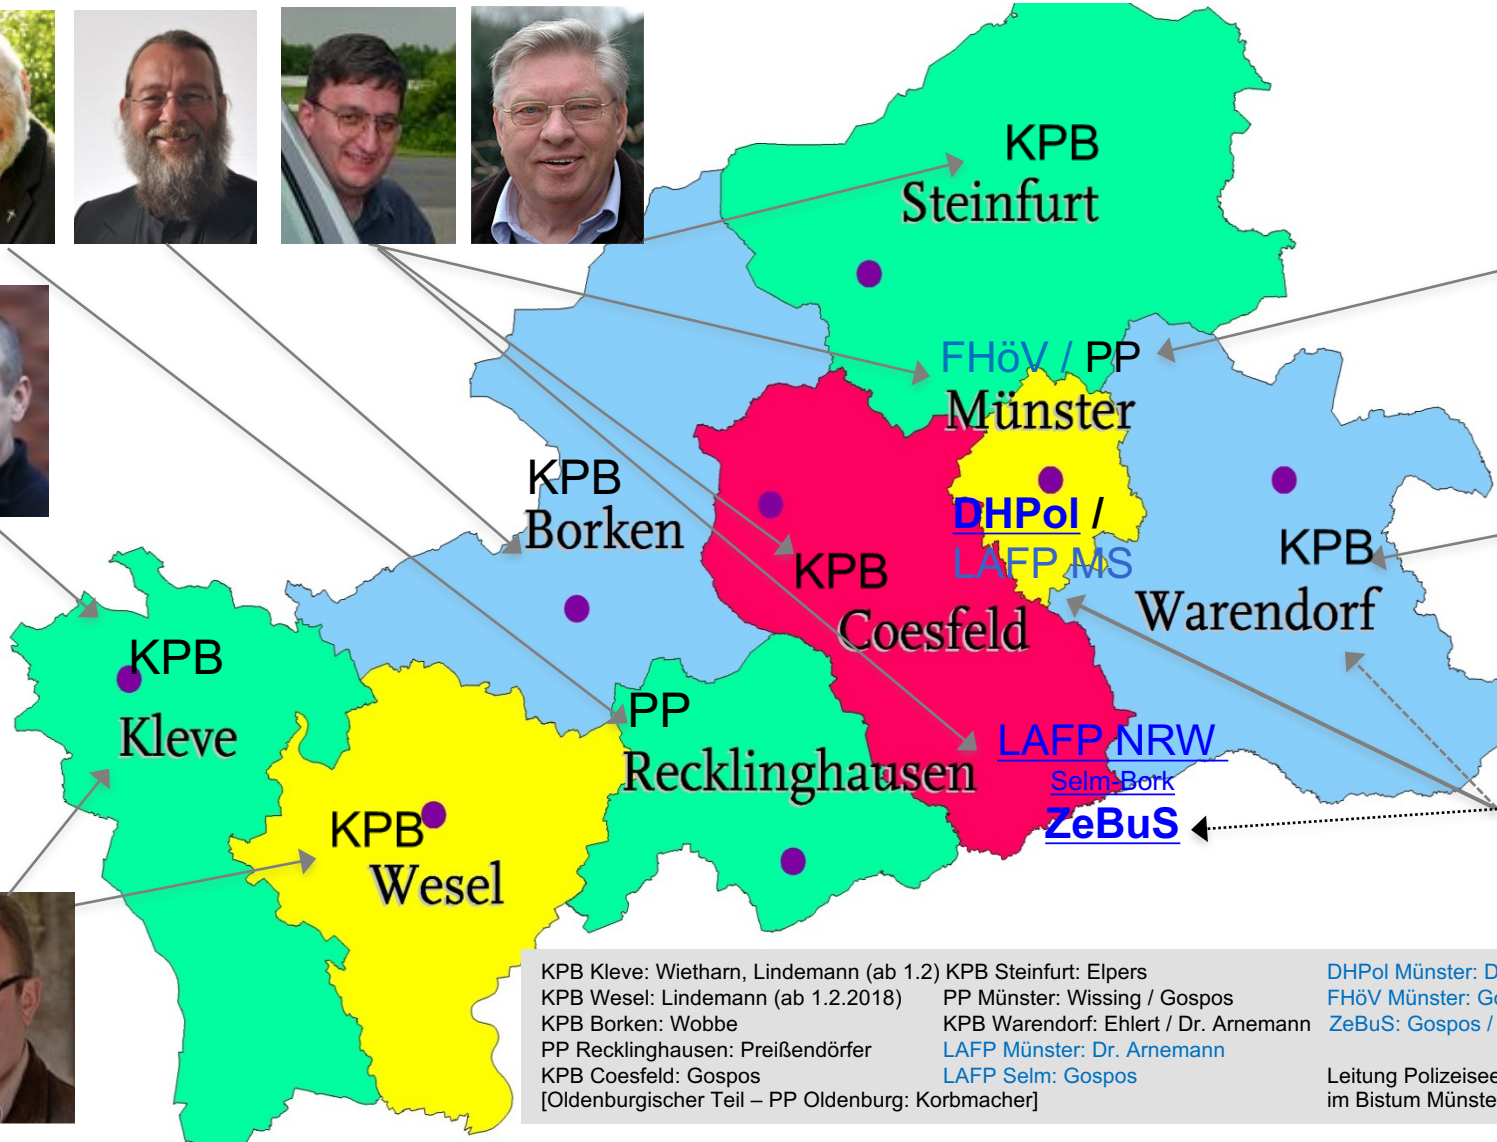 KPB
Steinfurt
FHöV / PP
Münster
KPB
Borken
DHPol /
LAFP MS
KPB
Warendorf
KPB
Coesfeld
KPB
Kleve
PP
Recklinghausen
LAFP NRW
Selm-Bork
ZeBuS
KPB
Wesel
KPB Kleve: Wietharn, Lindemann (ab 1.2) KPB Steinfurt: Elpers DHPol Münster: D
KPB Wesel: Lindemann (ab 1.2.2018) PP Münster: Wissing / Gospos FHöV Münster: Go
KPB Borken: Wobbe KPB Warendorf: Ehlert / Dr. Arnemann ZeBuS: Gospos /
PP Recklinghausen: Preißendörfer LAFP Münster: Dr. Arnemann
KPB Coesfeld: Gospos LAFP Selm: Gospos Leitung Polizeisee
[Oldenburgischer Teil – PP Oldenburg: Korbmacher] im Bistum Münste